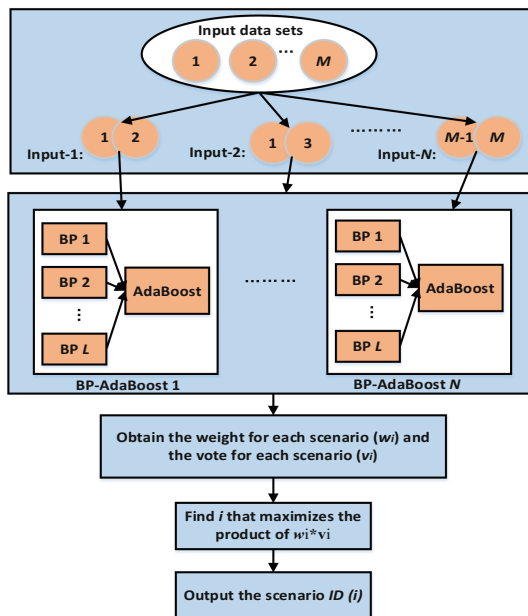 Input data sets
1 2 ... M
Input-1: 1 2
Input-2: 1 3
.........
Input-N: M-1 M
BP 1
BP 2
⋮
BP L
AdaBoost
BP-AdaBoost 1
.........
BP 1
BP 2
⋮
BP L
AdaBoost
BP-AdaBoost N
Obtain the weight for each scenario (wi) and
the vote for each scenario (vi)
Find i that maximizes the
product of wi*vi
Output the scenario ID (i)